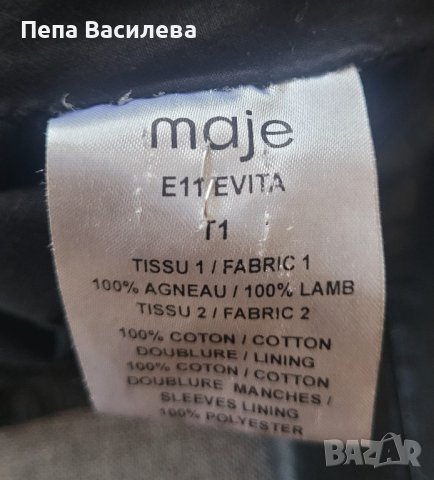 Пепа Василева
maje
E11 EVITA
T1
TISSU 1 / FABRIC 1
100% AGNEAU / 100% LAMB
TISSU 2 / FABRIC 2
100% COTON / COTTON
DOUBLURE / LINING
100% COTON / COTTON
DOUBLURE MANCHES /
SLEEVES LINING
100% POLYESTER
BAZAR